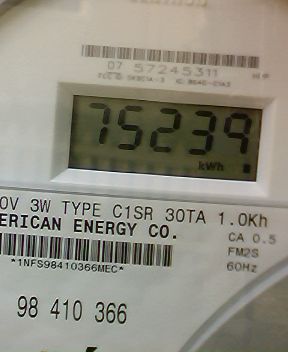 07 57245311
75239
kWh
0V 3W TYPE C1SR 30TA 1.0Kh
ERICAN ENERGY CO.
CA 0.5
FM2S
60Hz
*1NFS98410366MEC*
98 410 366